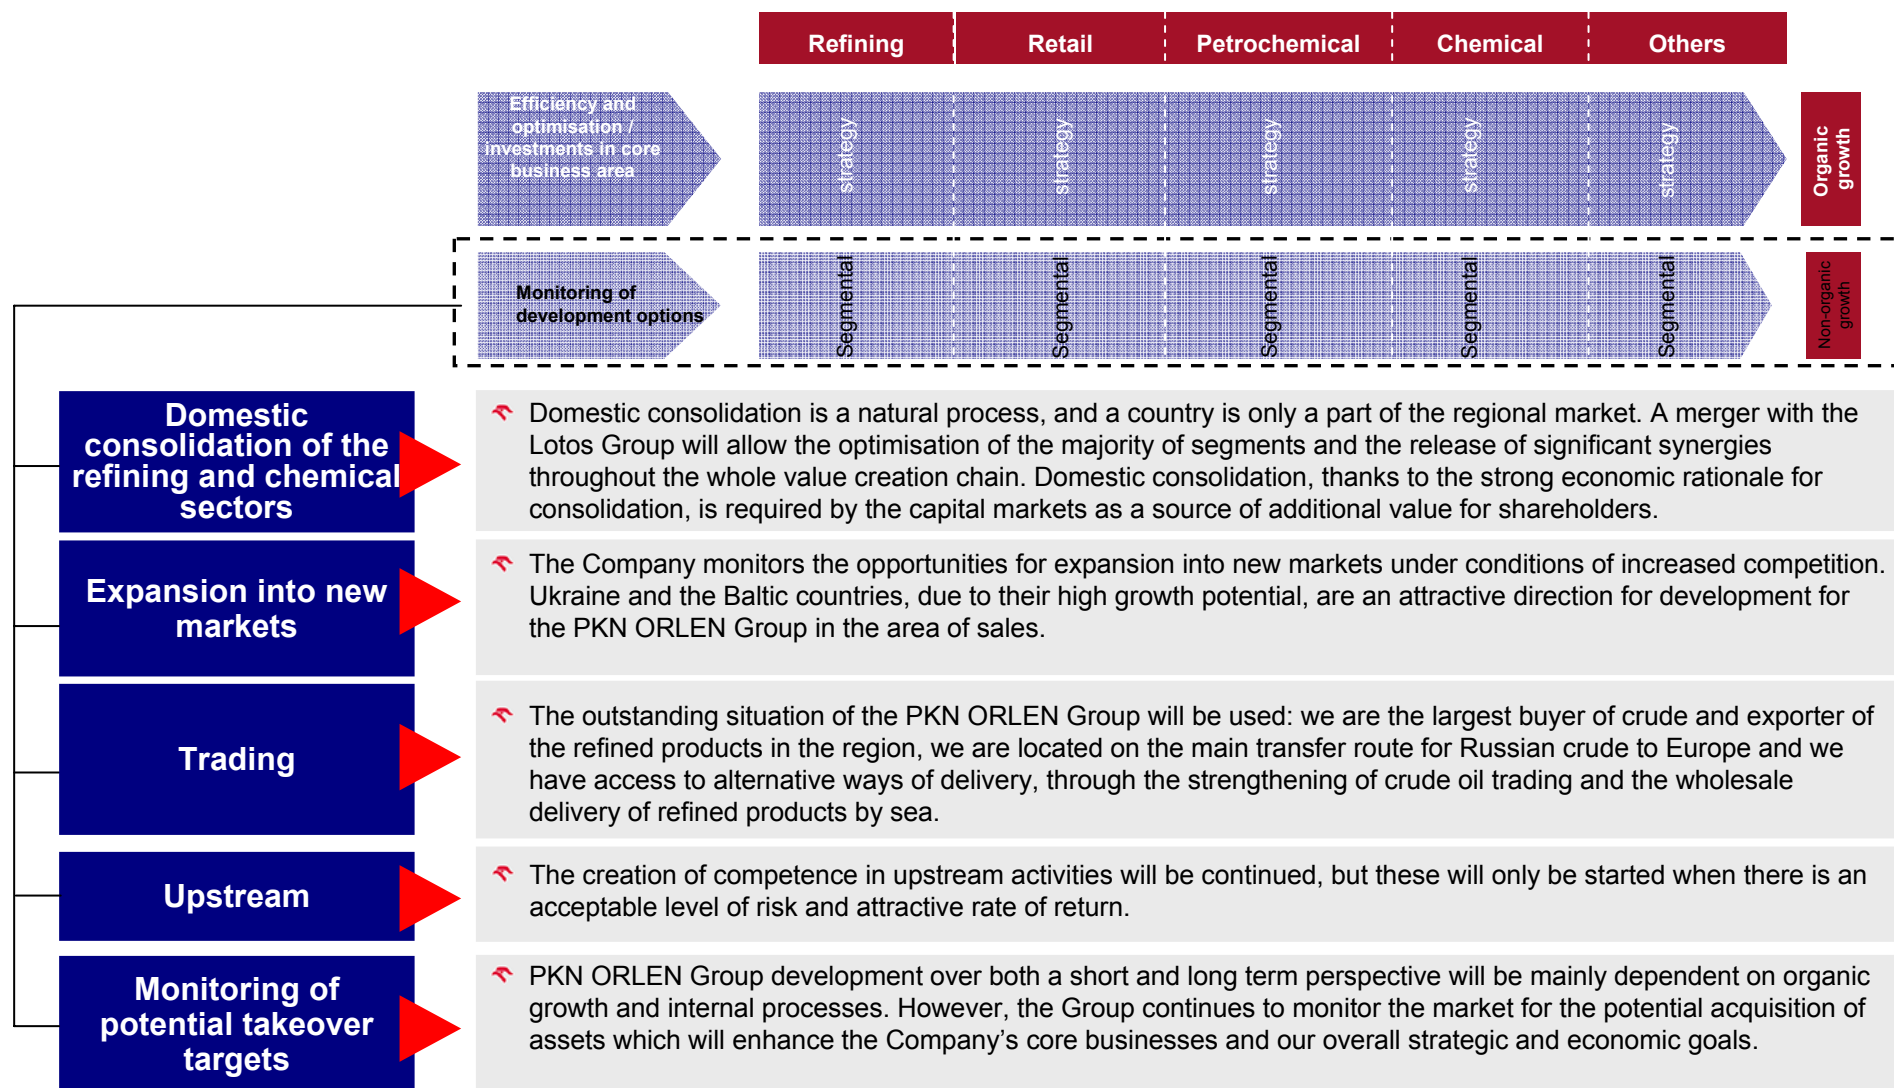 Refining Retail Petrochemical Chemical Others
Efficiency and
optimisation /
investments in core
business area
strategy strategy strategy strategy strategy
Organic
growth
Monitoring of
development options
Segmental Segmental Segmental Segmental Segmental
Non-organic
growth
Domestic
consolidation of the
refining and chemical
sectors
Domestic consolidation is a natural process, and a country is only a part of the regional market. A merger with the
Lotos Group will allow the optimisation of the majority of segments and the release of significant synergies
throughout the whole value creation chain. Domestic consolidation, thanks to the strong economic rationale for
consolidation, is required by the capital markets as a source of additional value for shareholders.
Expansion into new
markets
The Company monitors the opportunities for expansion into new markets under conditions of increased competition.
Ukraine and the Baltic countries, due to their high growth potential, are an attractive direction for development for
the PKN ORLEN Group in the area of sales.
Trading
The outstanding situation of the PKN ORLEN Group will be used: we are the largest buyer of crude and exporter of
the refined products in the region, we are located on the main transfer route for Russian crude to Europe and we
have access to alternative ways of delivery, through the strengthening of crude oil trading and the wholesale
delivery of refined products by sea.
Upstream
The creation of competence in upstream activities will be continued, but these will only be started when there is an
acceptable level of risk and attractive rate of return.
Monitoring of
potential takeover
targets
PKN ORLEN Group development over both a short and long term perspective will be mainly dependent on organic
growth and internal processes. However, the Group continues to monitor the market for the potential acquisition of
assets which will enhance the Company's core businesses and our overall strategic and economic goals.